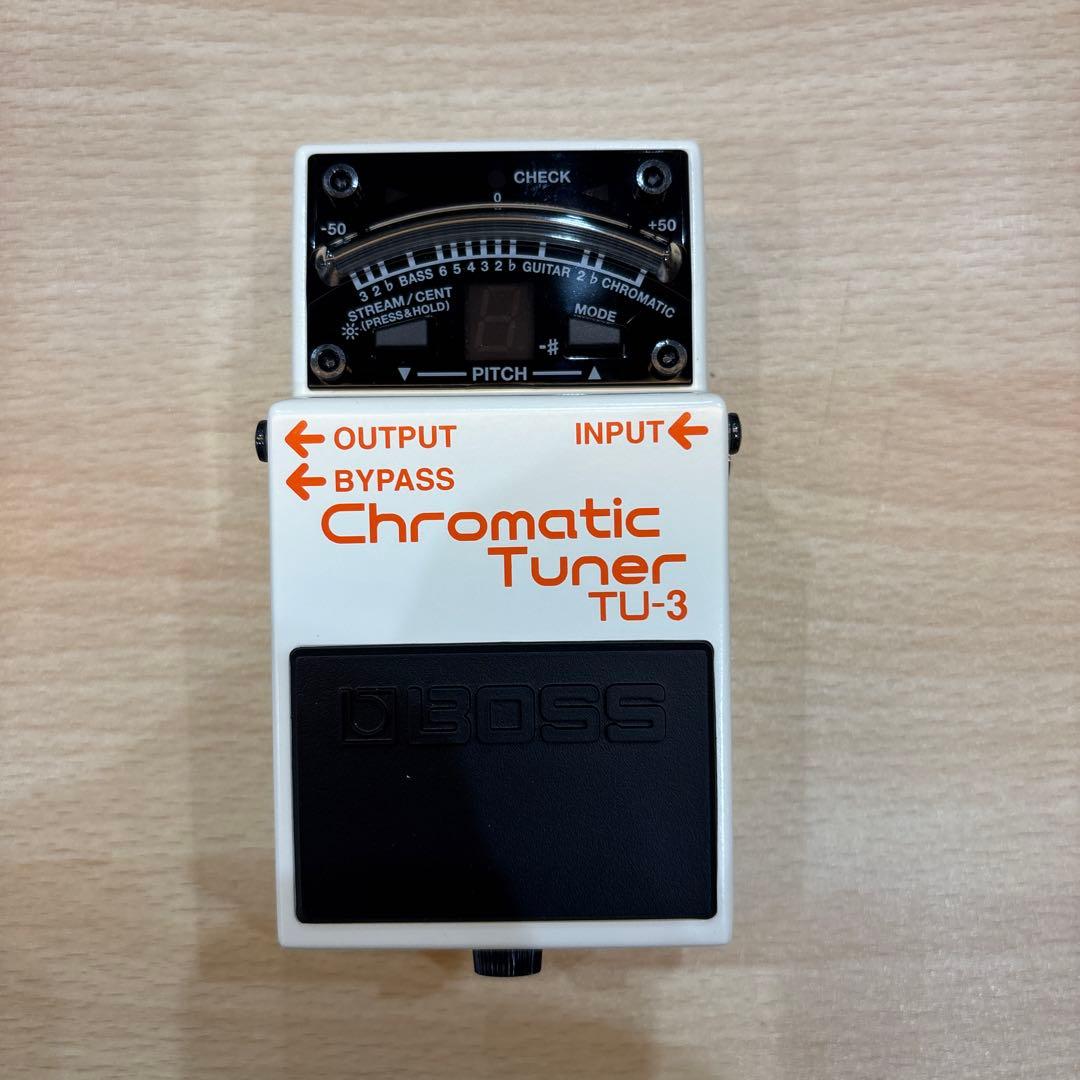 CHECK
0
-50 +50
3 2 ♭ BASS 6 5 4 3 2 ♭ GUITAR 2 ♭ CHROMATIC
STREAM/CENT
(PRESS&HOLD)
MODE
-#
▼ PITCH ▲
← OUTPUT
INPUT ←
← BYPASS
Chromatic
Tuner
TU-3
BOSS